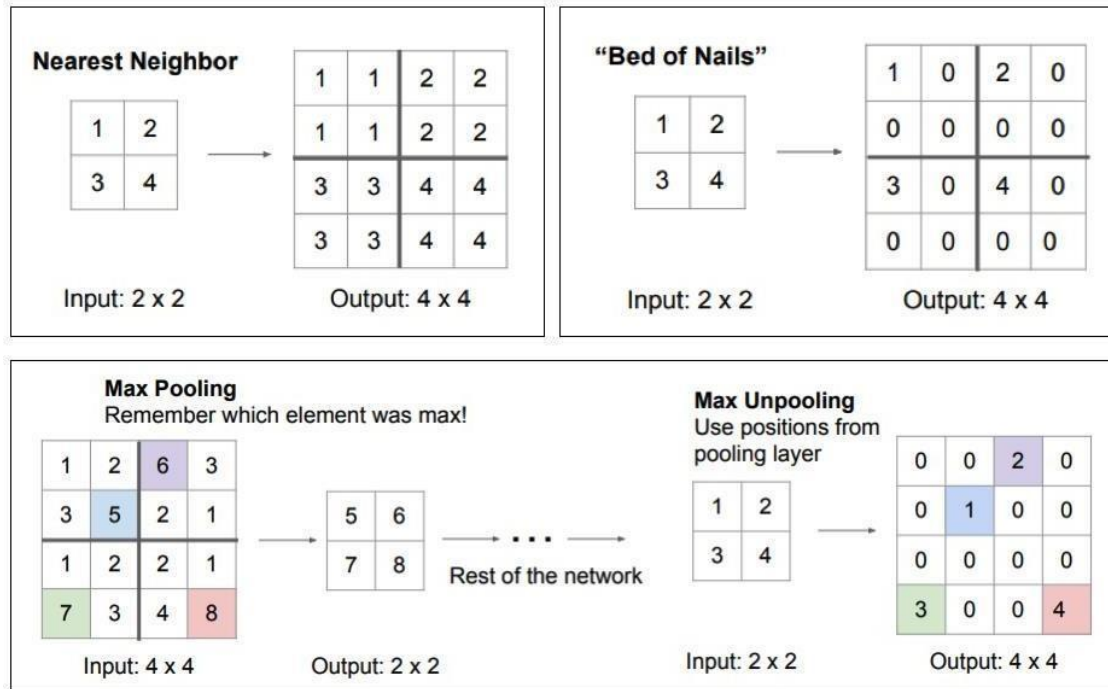 Nearest Neighbor
1 2
3 4
1 1 2 2
1 1 2 2
3 3 4 4
3 3 4 4
Input: 2 x 2
Output: 4 x 4
“Bed of Nails”
1 2
3 4
1 0 2 0
0 0 0 0
3 0 4 0
0 0 0 0
Input: 2 x 2
Output: 4 x 4
Max Pooling
Remember which element was max!
1 2 6 3
3 5 2 1
1 2 2 1
7 3 4 8
Input: 4 x 4
5 6
7 8
Output: 2 x 2
...
Rest of the network
Max Unpooling
Use positions from
pooling layer
1 2
3 4
Input: 2 x 2
0 0 2 0
0 1 0 0
0 0 0 0
3 0 0 4
Output: 4 x 4